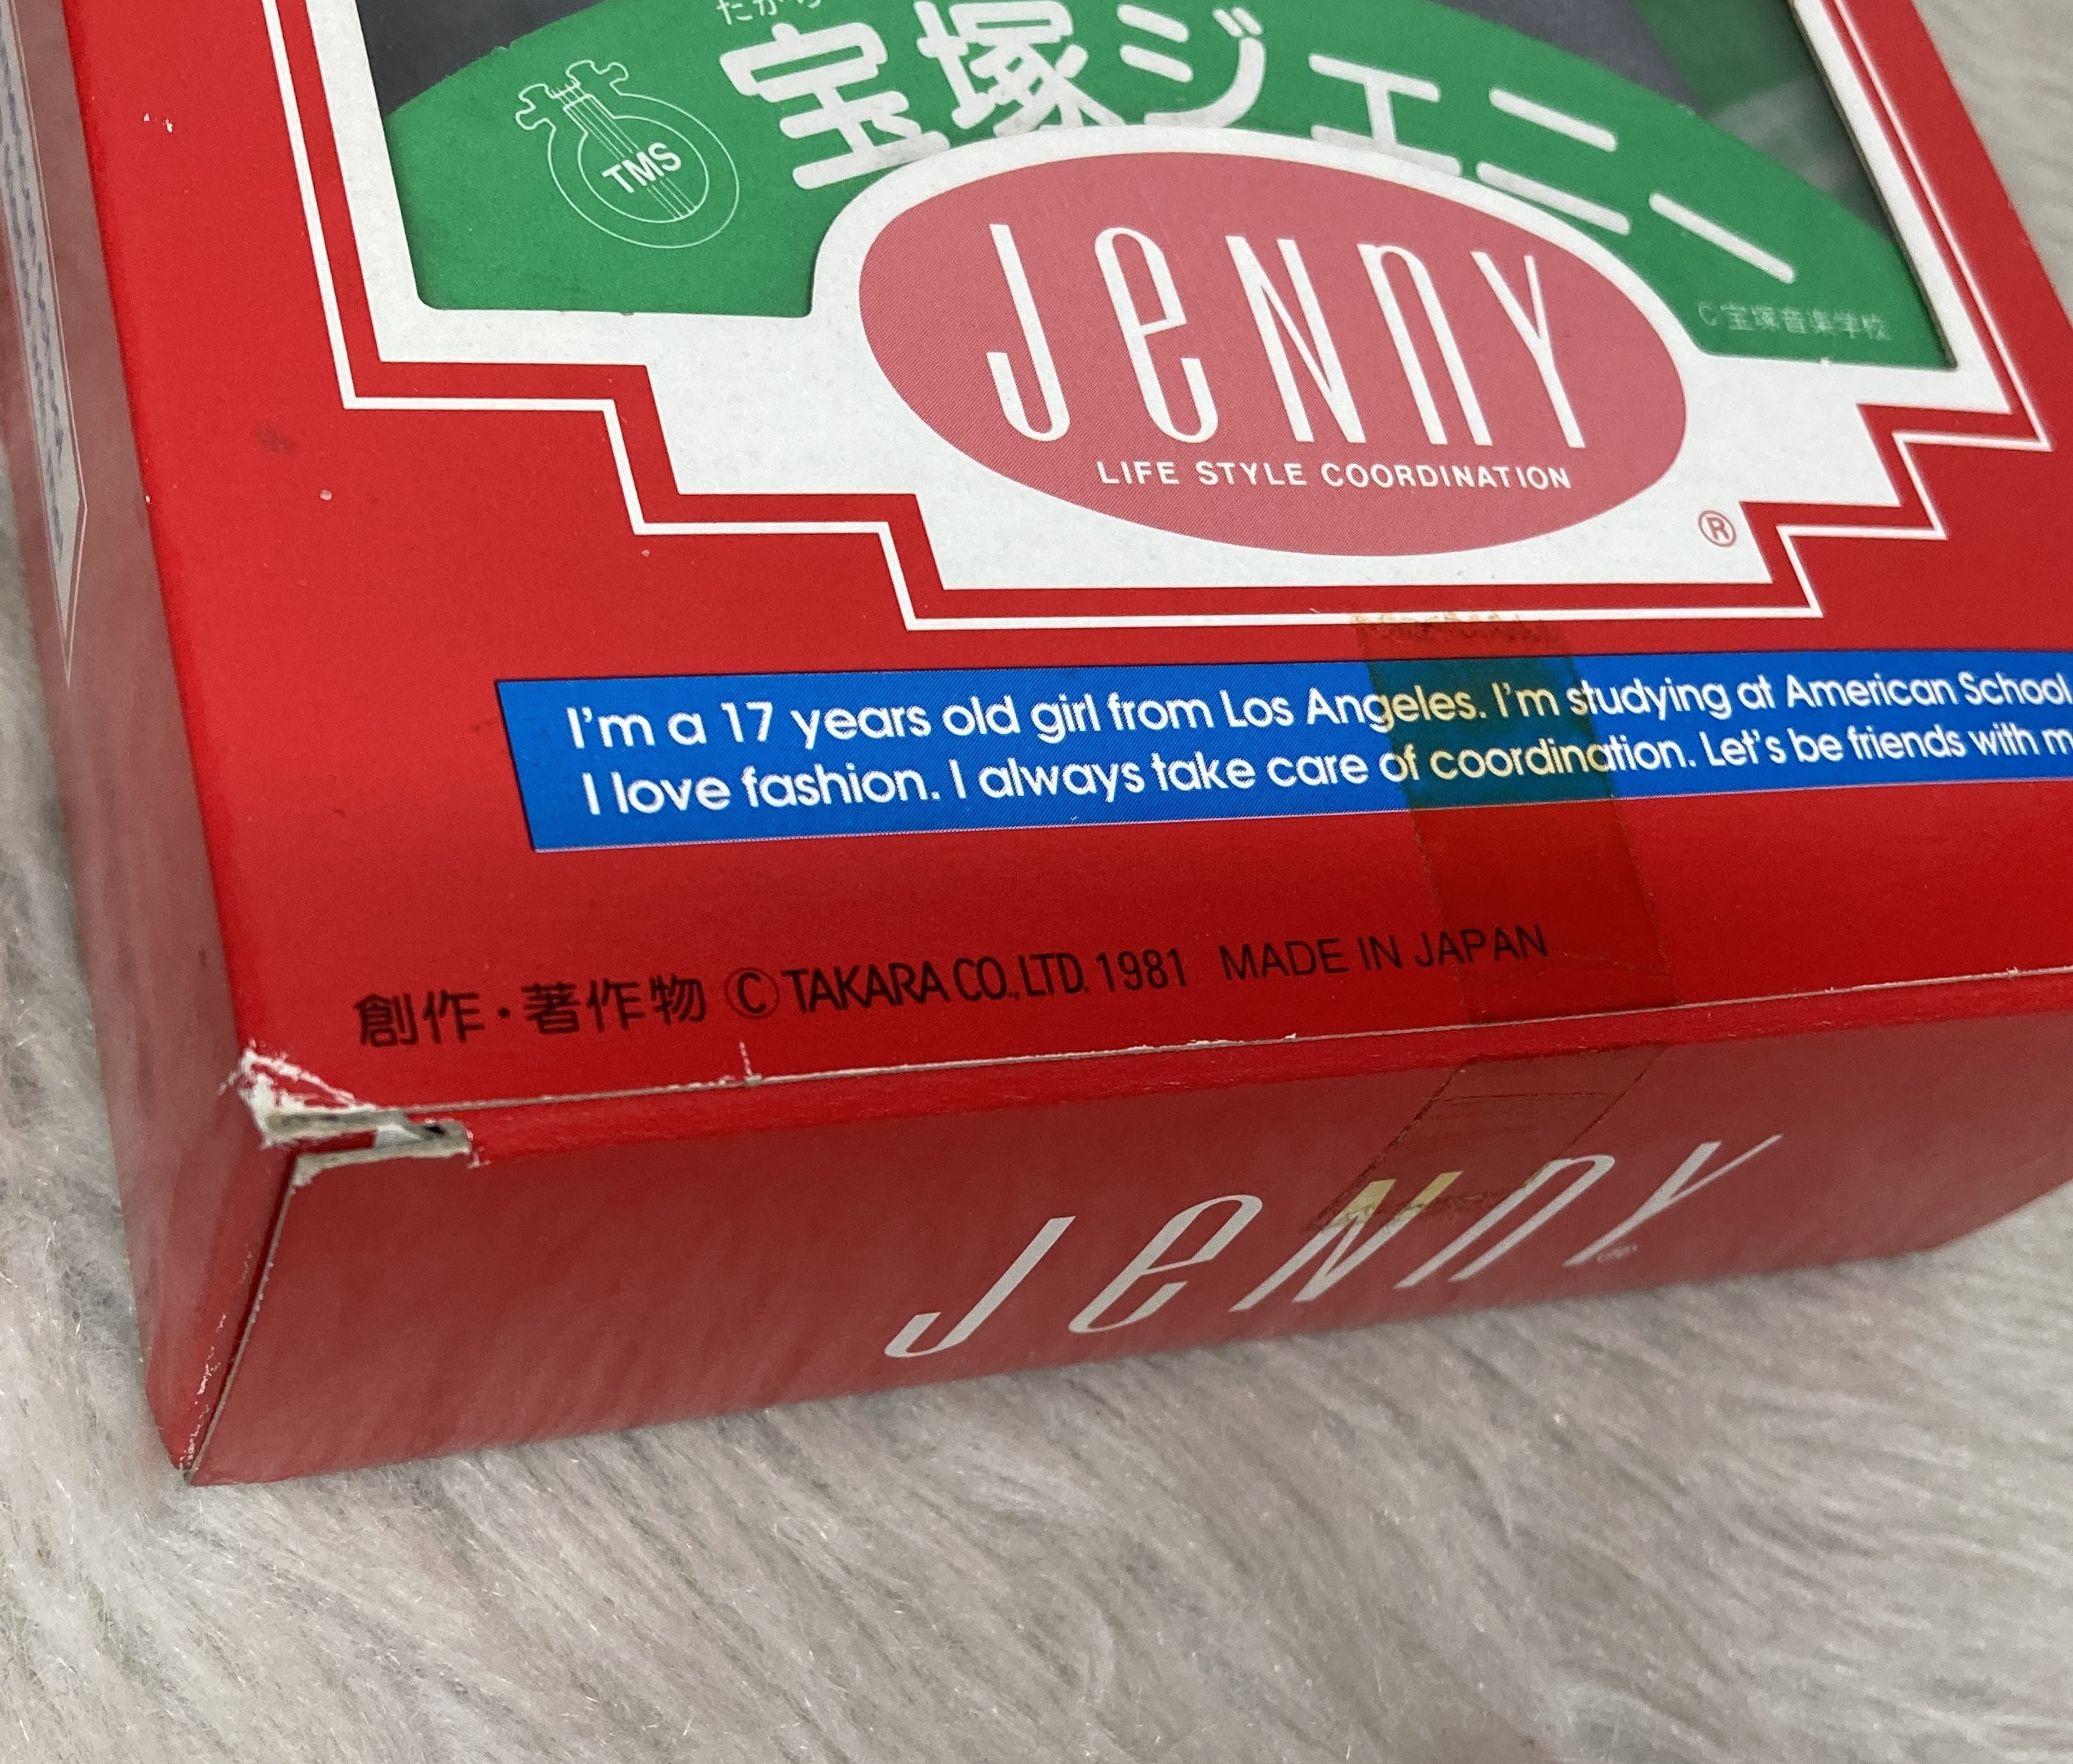 宝塚ジェニー
TMS
JeNNY
LIFE STYLE COORDINATION
®
©宝塚音楽学校
I'm a 17 years old girl from Los Angeles. I'm studying at American School.
I love fashion. I always take care of coordination. Let's be friends with
創作・著作物 © TAKARA CO.,LTD. 1981 MADE IN JAPAN
JeNNY